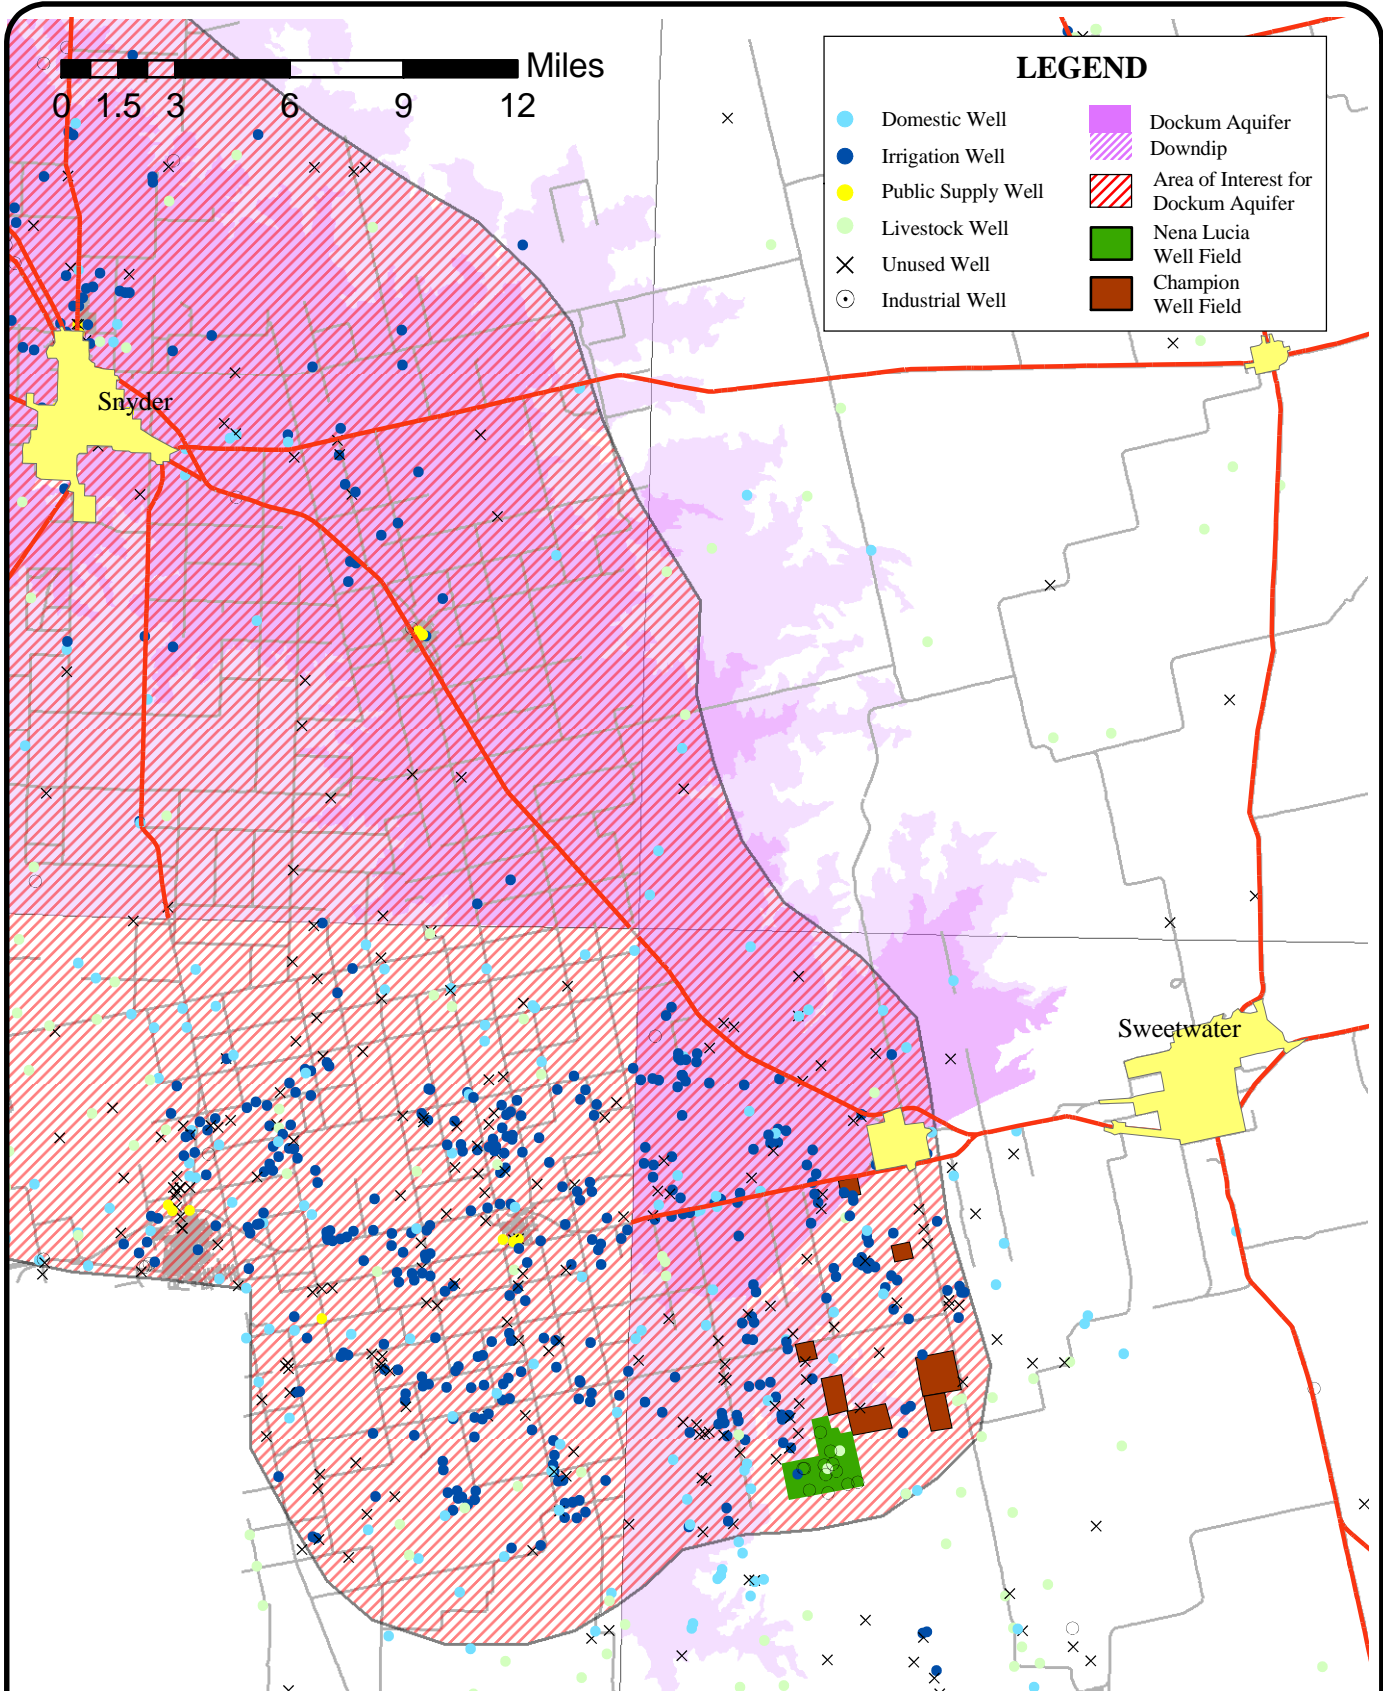 Miles
0 1.5 3 6 9 12
LEGEND
Domestic Well
Irrigation Well
Public Supply Well
Livestock Well
Unused Well
Industrial Well
Dockum Aquifer
Downdip
Area of Interest for
Dockum Aquifer
Nena Lucia
Well Field
Champion
Well Field
Snyder
Sweetwater